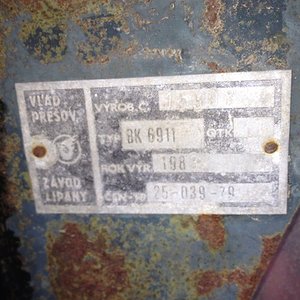 VLAD
PREŠOV
ZÁVOD
LIPANY
VÝROB. Č.
TYP BK 6911 OTK
ROK VÝR. 198
25-039-79